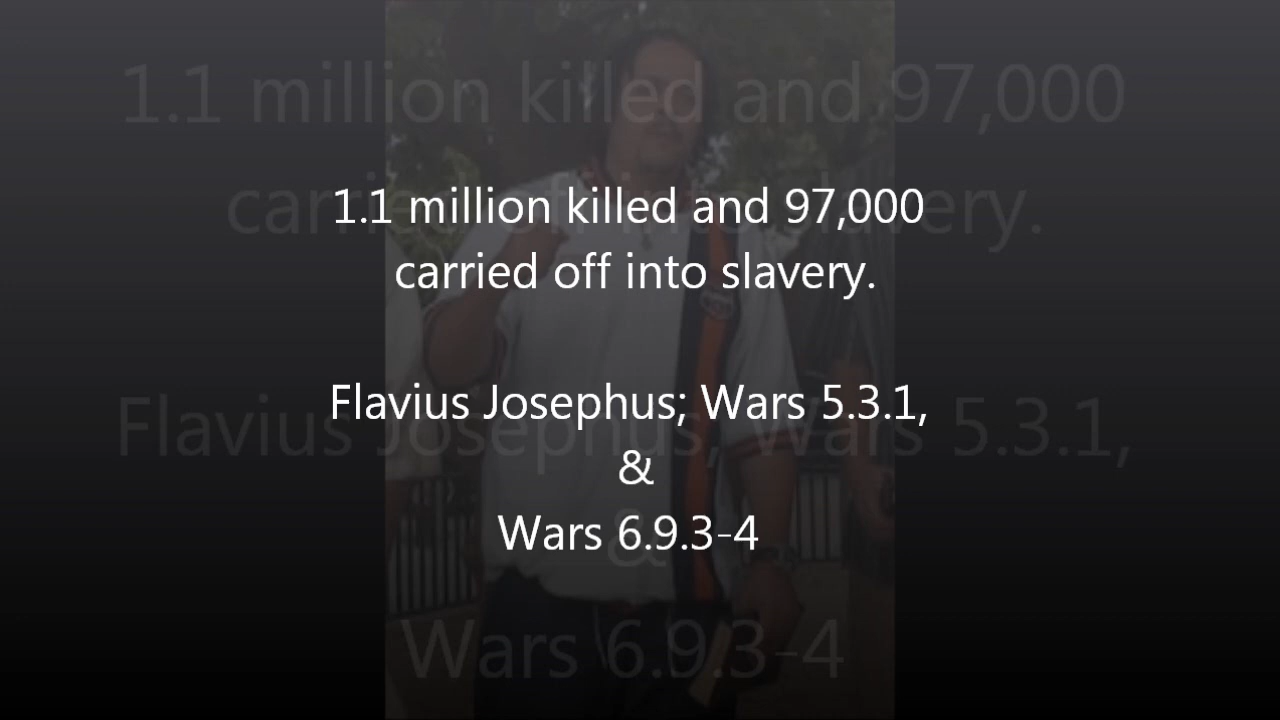 1.1 million killed and 97,000
carried off into slavery.
Flavius Josephus; Wars 5.3.1,
&
Wars 6.9.3-4